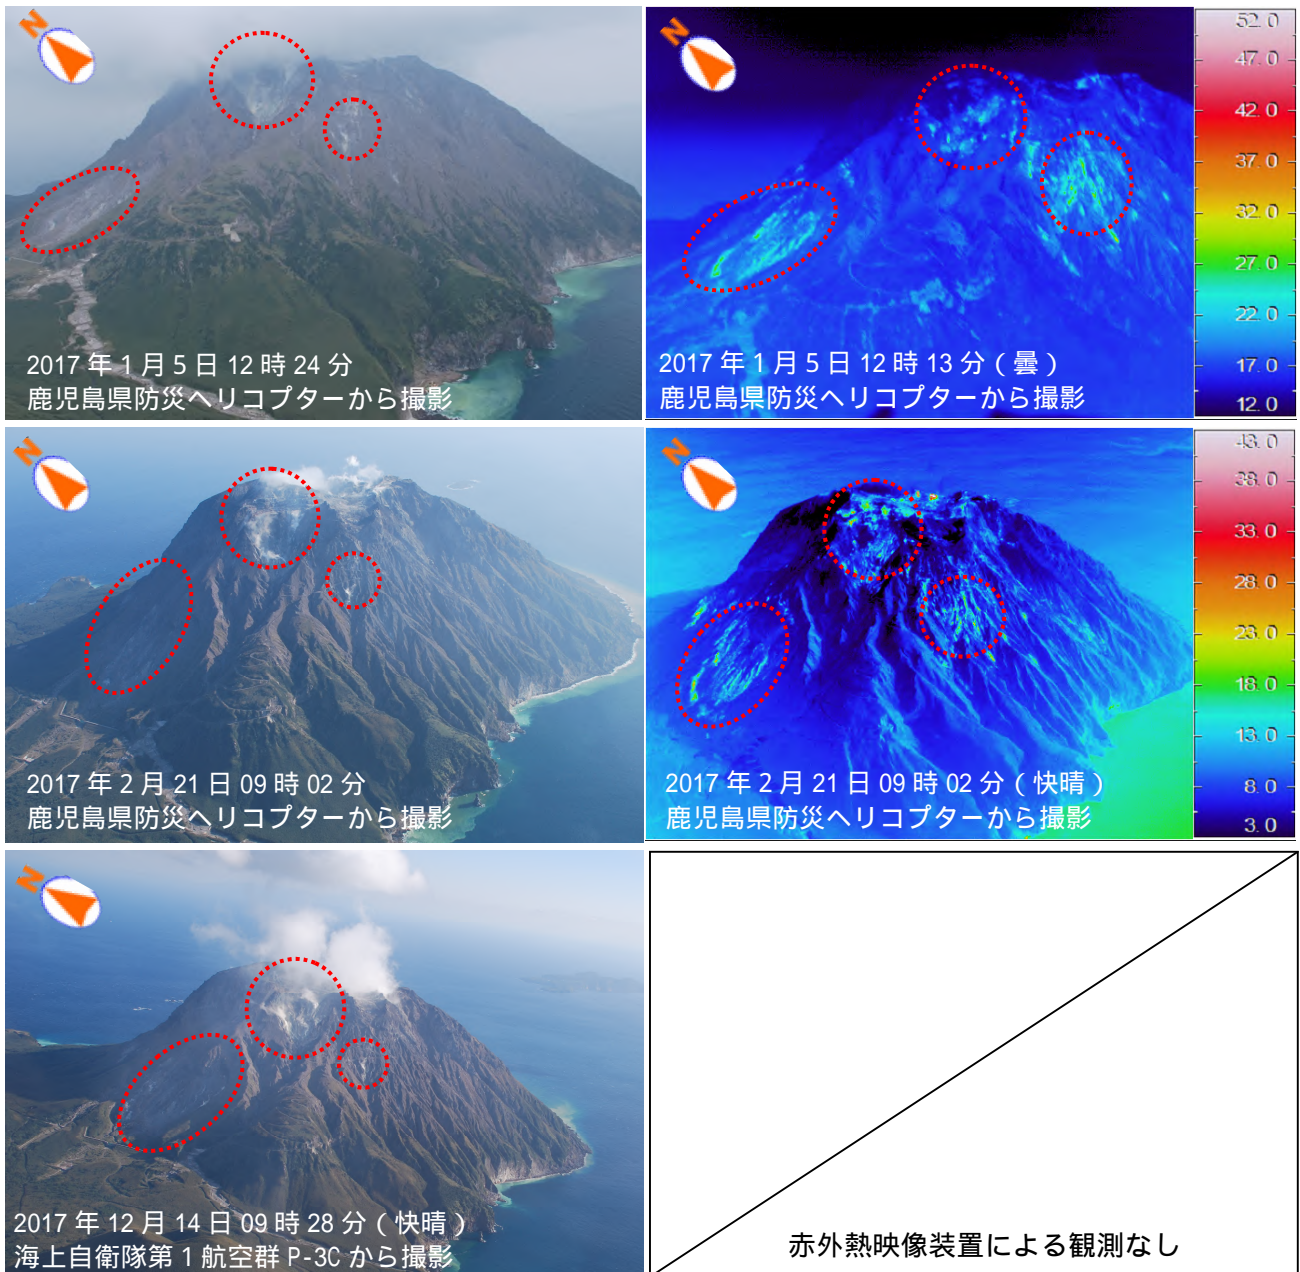 N
2017年1月5日12時24分
鹿児島県防災ヘリコプターから撮影
N
2017年1月5日12時13分(曇)
鹿児島県防災ヘリコプターから撮影
52.0
47.0
42.0
37.0
32.0
27.0
22.0
17.0
12.0
N
2017年2月21日09時02分
鹿児島県防災ヘリコプターから撮影
N
2017年2月21日09時02分(快晴)
鹿児島県防災ヘリコプターから撮影
43.0
38.0
33.0
28.0
23.0
18.0
13.0
8.0
3.0
N
2017年12月14日09時28分(快晴)
海上自衛隊第1航空群P-3Cから撮影
赤外熱映像装置による観測なし